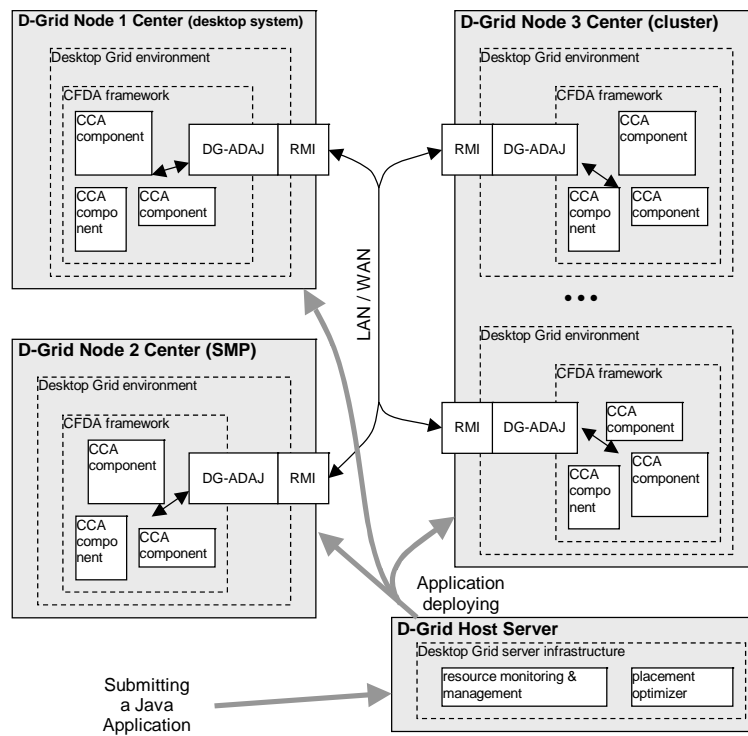 D-Grid Node 1 Center (desktop system)
Desktop Grid environment
CFDA framework
CCA
component
DG-ADAJ
RMI
CCA
compo
nent
CCA
component
D-Grid Node 2 Center (SMP)
Desktop Grid environment
CFDA framework
CCA
component
DG-ADAJ
RMI
CCA
compo
nent
CCA
component
LAN / WAN
D-Grid Node 3 Center (cluster)
Desktop Grid environment
CFDA framework
CCA
component
RMI
DG-ADAJ
CCA
compo
nent
CCA
component
•••
Desktop Grid environment
CFDA framework
CCA
component
RMI
DG-ADAJ
CCA
compo
nent
CCA
component
Application
deploying
D-Grid Host Server
Desktop Grid server infrastructure
resource monitoring &
management
placement
optimizer
Submitting
a Java
Application